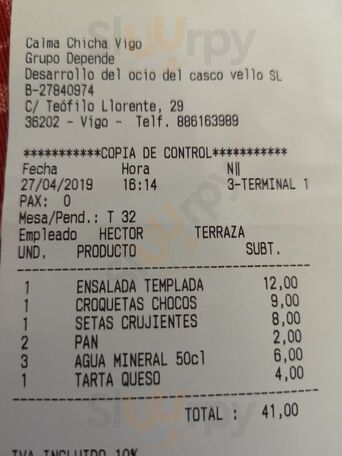 Calma Chicha Vigo
Grupo Depende
Desarrollo del ocio del casco vello SL
B-27840974
C/ Teófilo Llorente, 29
36202 - Vigo - Telf. 886163989
***********COPIA DE CONTROL***********
Fecha Hora Nº
27/04/2019 16:14 3-TERMINAL 1
PAX: 0
Mesa/Pend.: T 32
Empleado HECTOR TERRAZA
UND. PRODUCTO SUBT.
1 ENSALADA TEMPLADA 12,00
1 CROQUETAS CHOCOS 9,00
1 SETAS CRUJIENTES 8,00
2 PAN 2,00
3 AGUA MINERAL 50cl 6,00
1 TARTA QUESO 4,00
TOTAL : 41,00
IVA INCLUIDO 10%